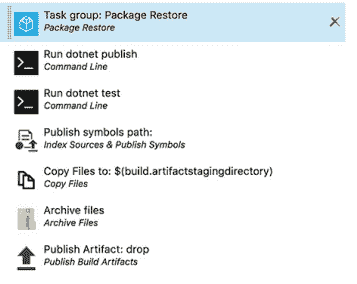 Task group: Package Restore
Package Restore
Run dotnet publish
Command Line
Run dotnet test
Command Line
Publish symbols path:
Index Sources & Publish Symbols
Copy Files to: $(build.artifactstagingdirectory)
Copy Files
Archive files
Archive Files
Publish Artifact: drop
Publish Build Artifacts